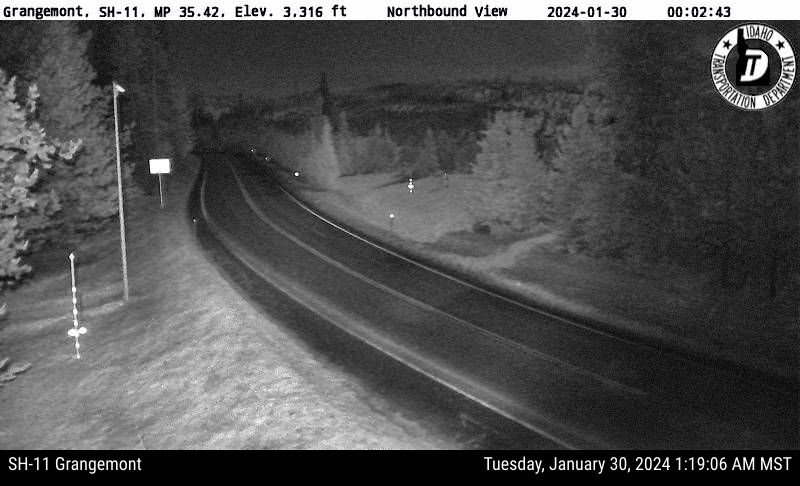 Grangemont, SH-11, MP 35.42, Elev. 3,316 ft Northbound View 2024-01-30 00:02:43
IDAHO
TRANSPORTATION DEPARTMENT
SH-11 Grangemont Tuesday, January 30, 2024 1:19:06 AM MST